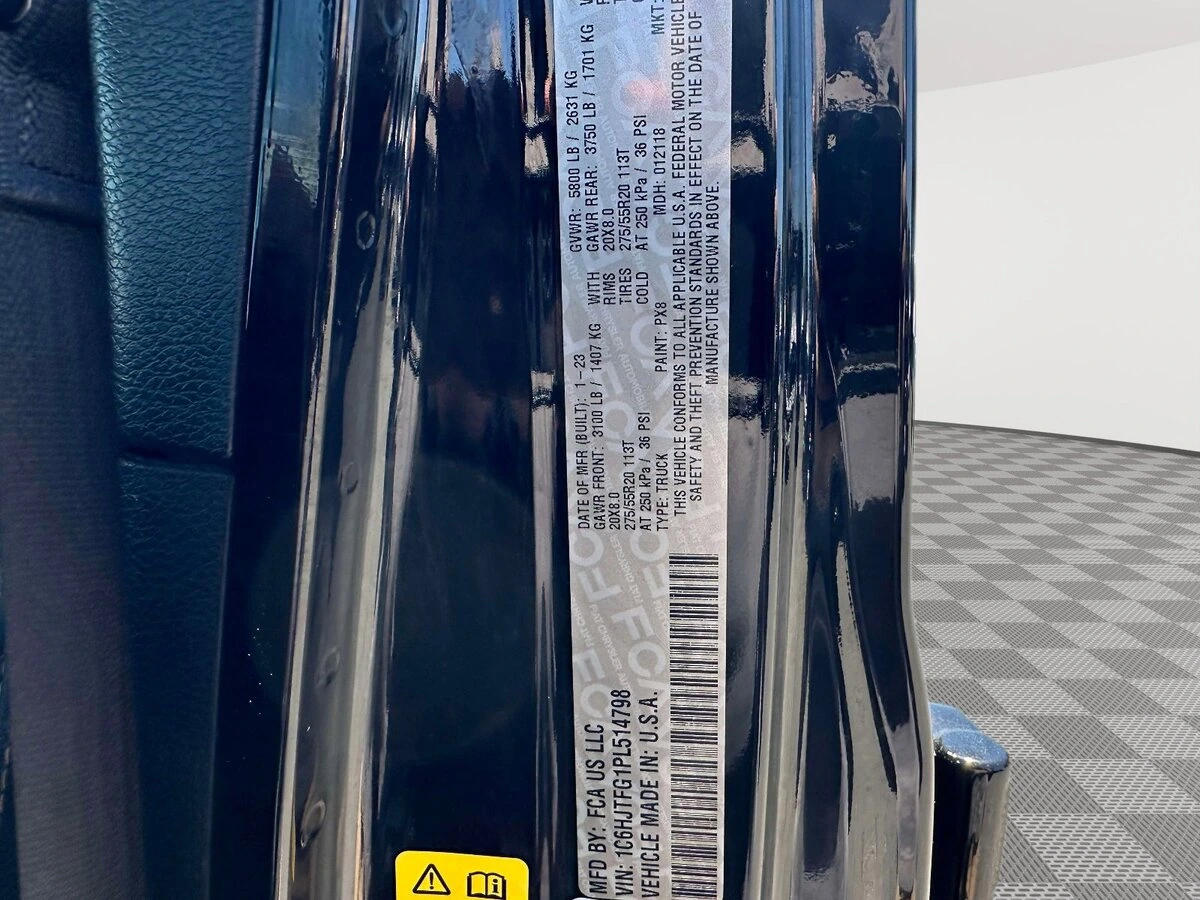 MFD BY: FCA US LLC
VIN: 1C6HJTFG1PL514798
VEHICLE MADE IN: U.S.A.
DATE OF MFR (BUILT): 1-23
GVWR: 5800 LB / 2631 KG
GAWR FRONT: 3100 LB / 1407 KG WITH GAWR REAR: 3750 LB / 1701 KG
20X8.0 RIMS 20X8.0
275/55R20 113T TIRES 275/55R20 113T
AT 250 kPa / 36 PSI COLD AT 250 kPa / 36 PSI
TYPE: TRUCK PAINT: PX8 MDH: 012118 MKT:
THIS VEHICLE CONFORMS TO ALL APPLICABLE U.S.A. FEDERAL MOTOR VEHICLE
SAFETY AND THEFT PREVENTION STANDARDS IN EFFECT ON THE DATE OF
MANUFACTURE SHOWN ABOVE.